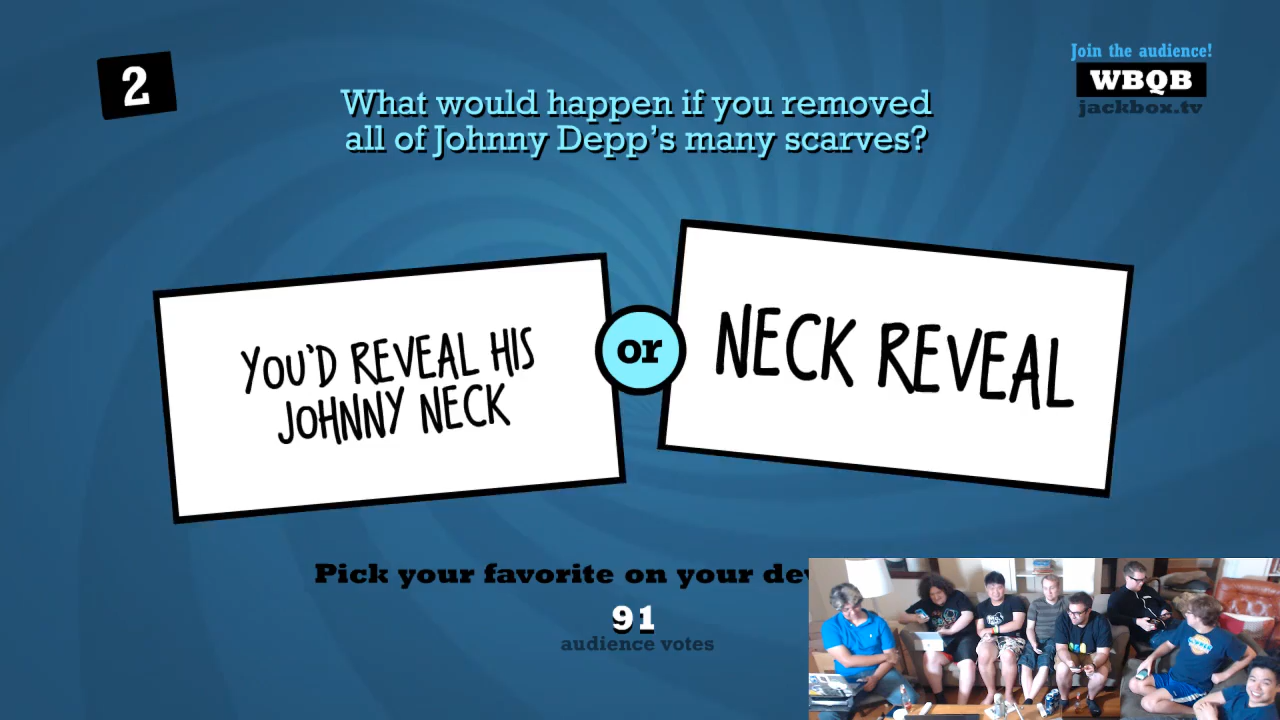 2
Join the audience!
WBQB
jackbox.tv
What would happen if you removed
all of Johnny Depp's many scarves?
YOU'D REVEAL HIS
JOHNNY NECK
or
NECK REVEAL
Pick your favorite on your
91
audience votes